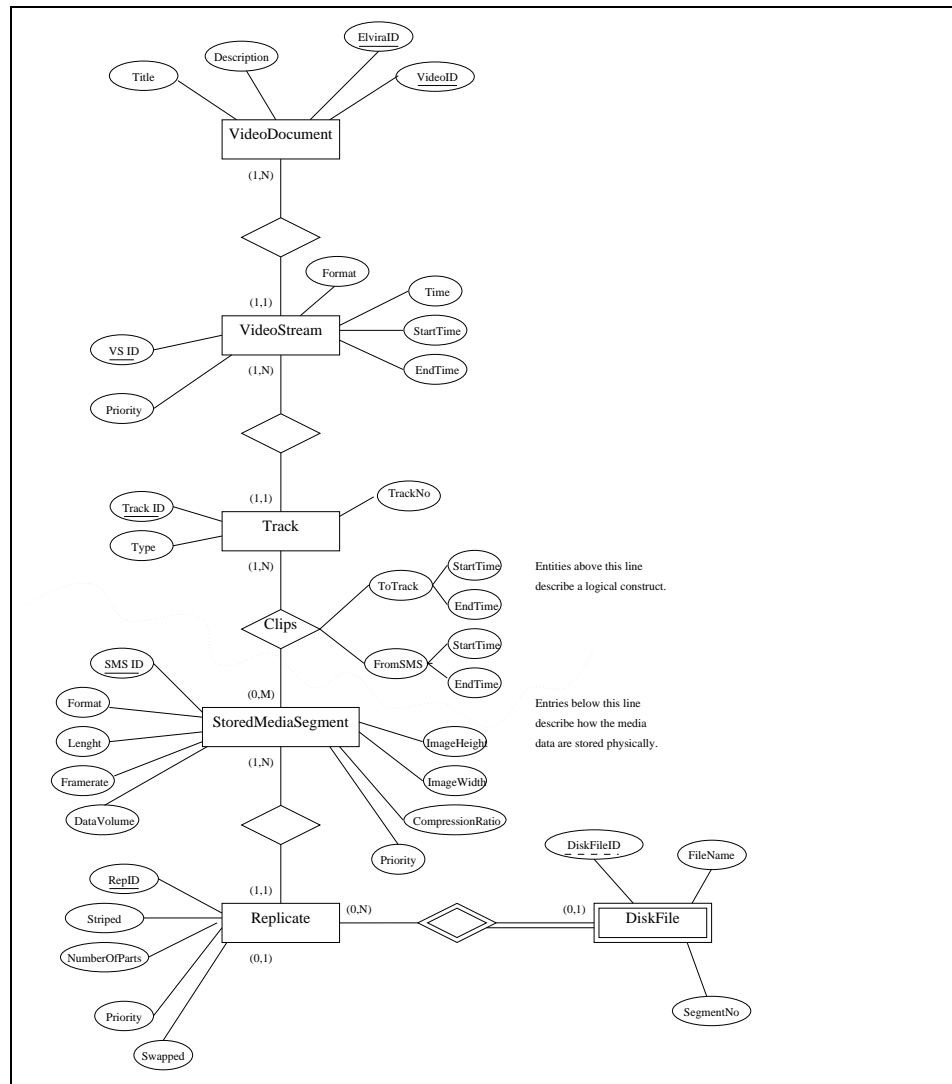 ElviraID
Description
Title
VideoID
VideoDocument
(1,N)
Format
Time
(1,1)
VideoStream
StartTime
VS ID
(1,N)
EndTime
Priority
(1,1)
TrackNo
Track ID
Track
Type
(1,N)
StartTime
Entities above this line
ToTrack
describe a logical construct.
EndTime
Clips
StartTime
SMS ID
FromSMS
EndTime
(0,M)
Format
Entries below this line
StoredMediaSegment
describe how the media
Lenght
ImageHeight
data are stored physically.
(1,N)
Framerate
ImageWidth
DataVolume
CompressionRatio
DiskFileID
Priority
FileName
RepID
(1,1)
Striped
Replicate
(0,N)
(0,1)
DiskFile
NumberOfParts
(0,1)
Priority
SegmentNo
Swapped